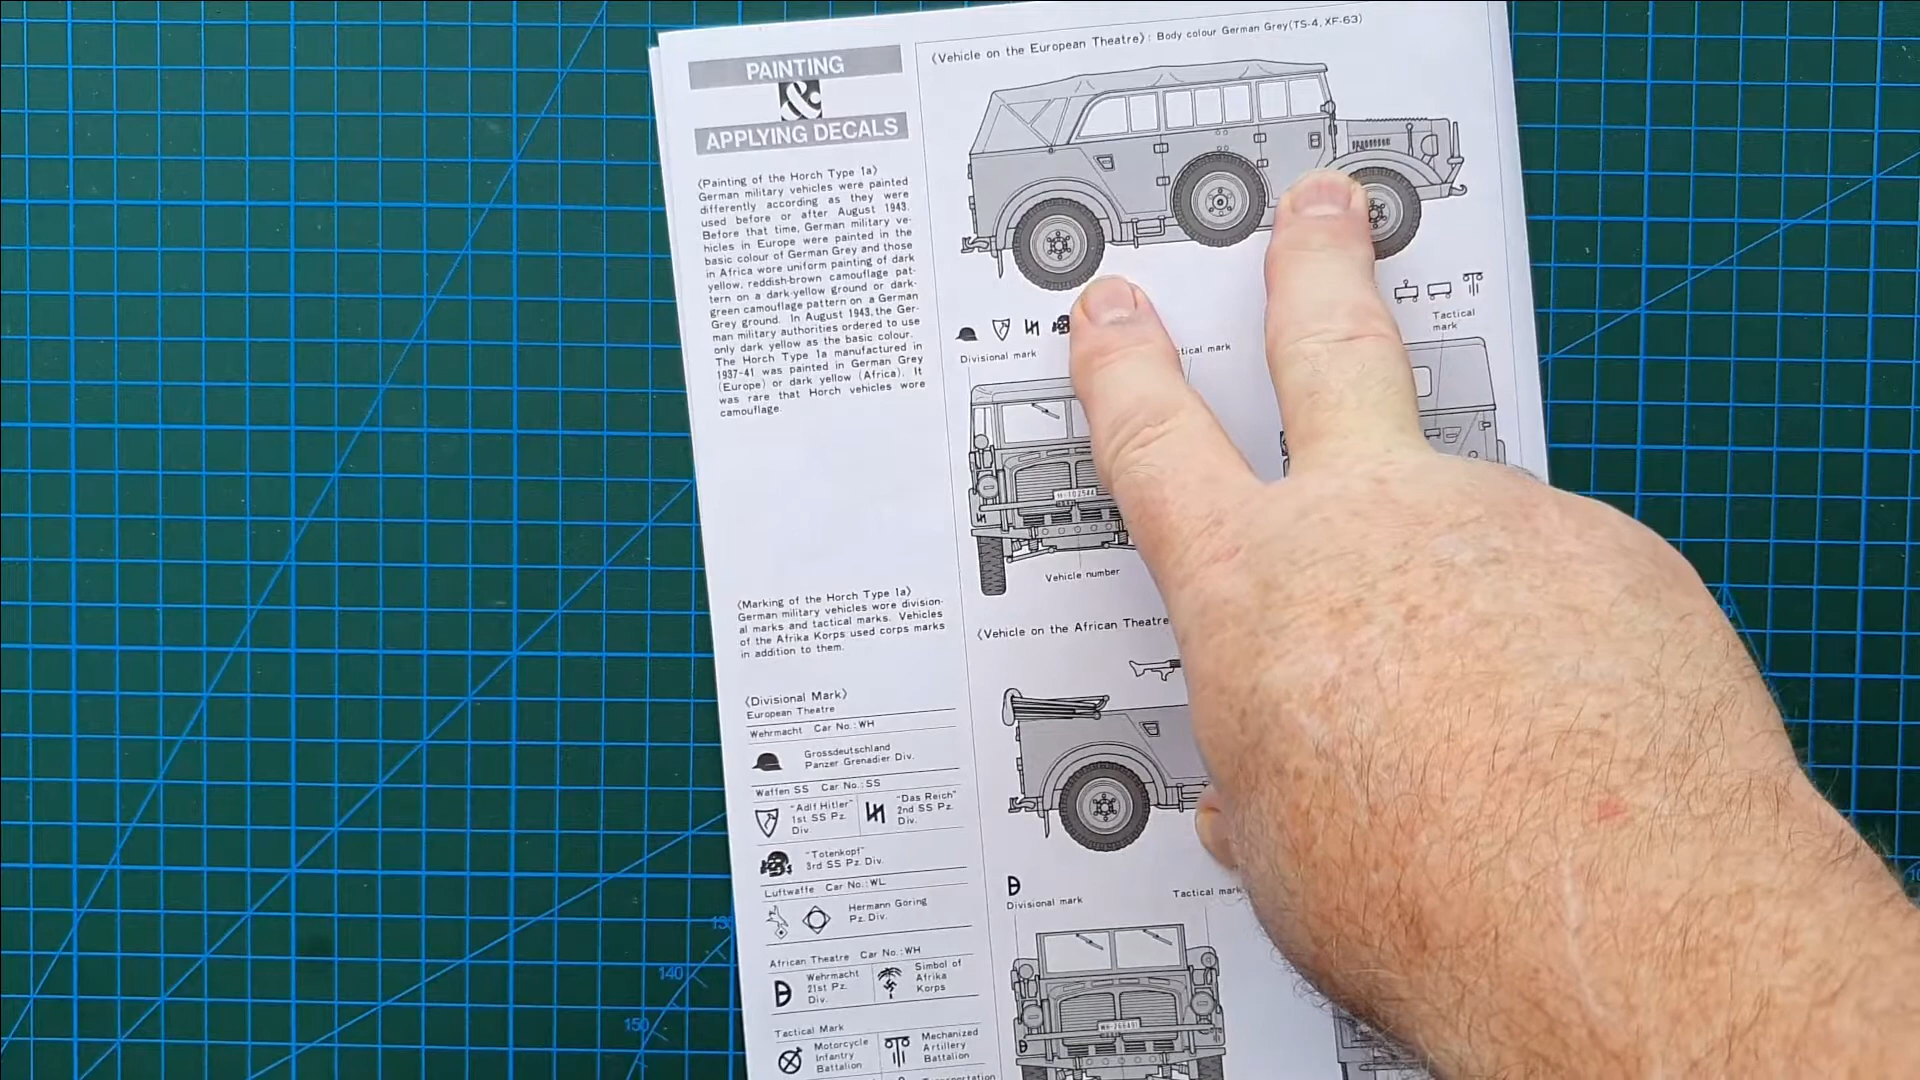 PAINTING
&
APPLYING DECALS
〈Painting of the Horch Type 1a〉
German military vehicles were painted
differently according as they were
used before or after August 1943.
Before that time, German military ve-
hicles in Europe were painted in the
basic colour of German Grey and those
in Africa wore uniform painting of dark
yellow, reddish-brown camouflage pat-
tern on a dark-yellow ground or dark-
green camouflage pattern on a German
Grey ground. In August 1943, the Ger-
man military authorities ordered to use
only dark yellow as the basic colour.
The Horch Type 1a manufactured in
1937-41 was painted in German Grey
(Europe) or dark yellow (Africa). It
was rare that Horch vehicles wore
camouflage.
〈Marking of the Horch Type 1a〉
German military vehicles wore division-
al marks and tactical marks. Vehicles
of the Afrika Korps used corps marks
in addition to them.
〈Divisional Mark〉
European Theatre
Wehrmacht Car No.:WH
Grossdeutschland
Panzer Grenadier Div.
Waffen SS Car No.:SS
"Adlf Hitler"
1st SS Pz.
Div.
"Das Reich"
2nd SS Pz.
Div.
"Totenkopf"
3rd SS Pz. Div.
Luftwaffe Car No.:WL
Hermann Göring
Pz. Div.
African Theatre Car No.:WH
Wehrmacht
21st Pz.
Div.
Simbol of
Afrika
Korps
Tactical Mark
Motorcycle
Infantry
Battalion
Mechanized
Artillery
Battalion
〈Vehicle on the European Theatre〉: Body colour German Grey(TS-4, XF-63)
Divisional mark
tical mark
Tactical
mark
H-102544
Vehicle number
〈Vehicle on the African Theatre
Divisional mark
Tactical mark
130
140
150